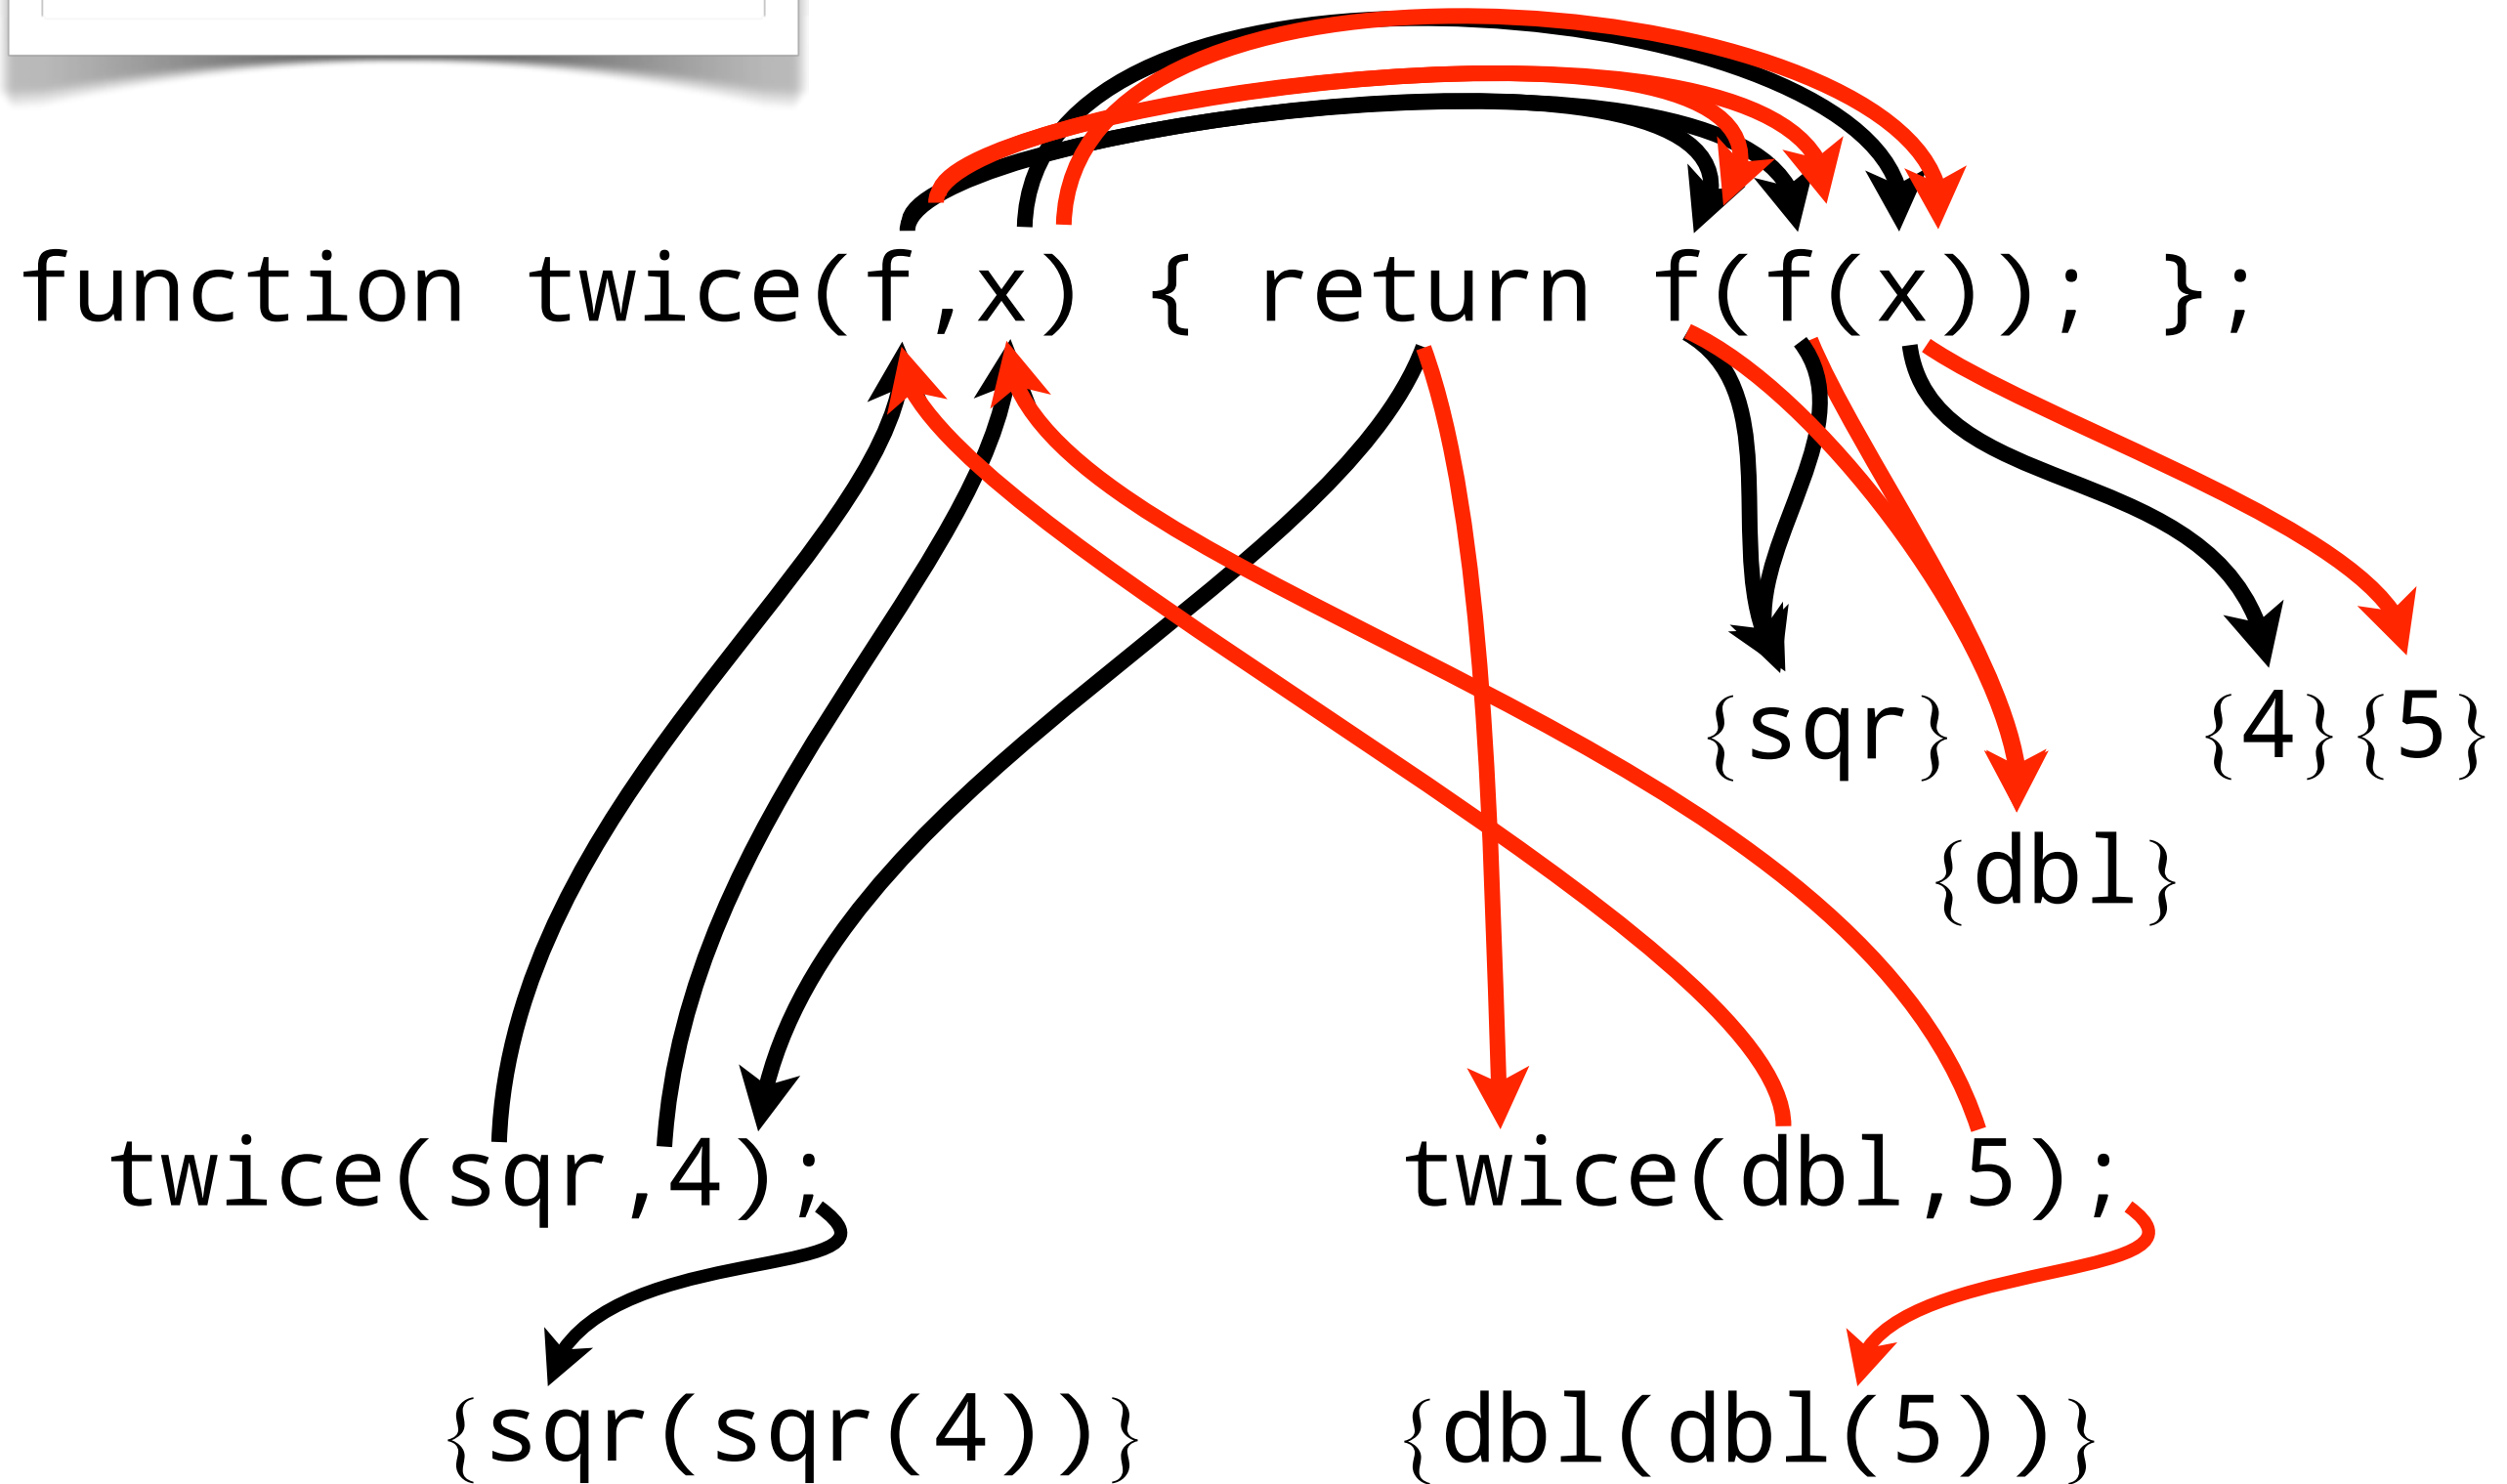 function twice(f,x) { return f(f(x)); };
{sqr} {4}{5}
{dbl}
twice(sqr,4); twice(dbl,5);
{sqr(sqr(4))} {dbl(dbl(5))}